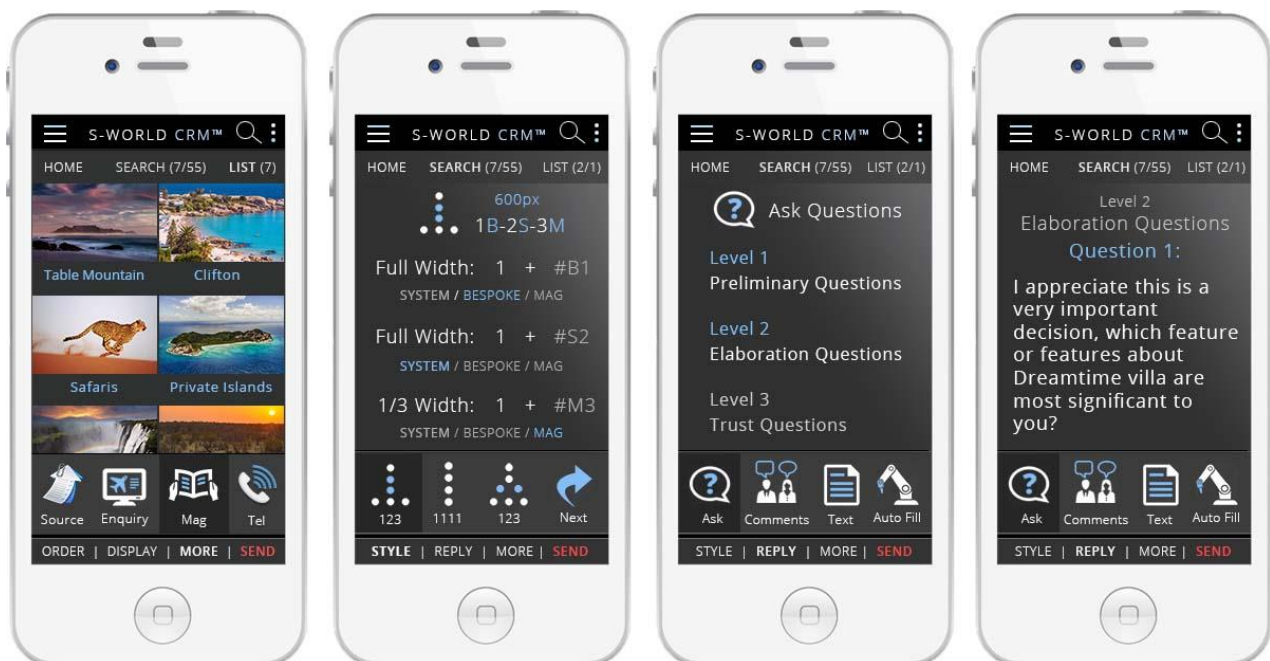 S-WORLD CRM™
HOME SEARCH (7/55) LIST (7)
Table Mountain Clifton
Safaris Private Islands
Source Enquiry Mag Tel
ORDER | DISPLAY | MORE | SEND
S-WORLD CRM™
HOME SEARCH (7/55) LIST (2/1)
600px
1B-2S-3M
Full Width: 1 + #B1
SYSTEM / BESPOKE / MAG
Full Width: 1 + #S2
SYSTEM / BESPOKE / MAG
1/3 Width: 1 + #M3
SYSTEM / BESPOKE / MAG
123 1111 123 Next
STYLE | REPLY | MORE | SEND
S-WORLD CRM™
HOME SEARCH (7/55) LIST (2/1)
? Ask Questions
Level 1
Preliminary Questions
Level 2
Elaboration Questions
Level 3
Trust Questions
?
Ask Comments Text Auto Fill
STYLE | REPLY | MORE | SEND
S-WORLD CRM™
HOME SEARCH (7/55) LIST (2/1)
Level 2
Elaboration Questions
Question 1:
I appreciate this is a
very important
decision, which feature
or features about
Dreamtime villa are
most significant to
you?
?
Ask Comments Text Auto Fill
STYLE | REPLY | MORE | SEND